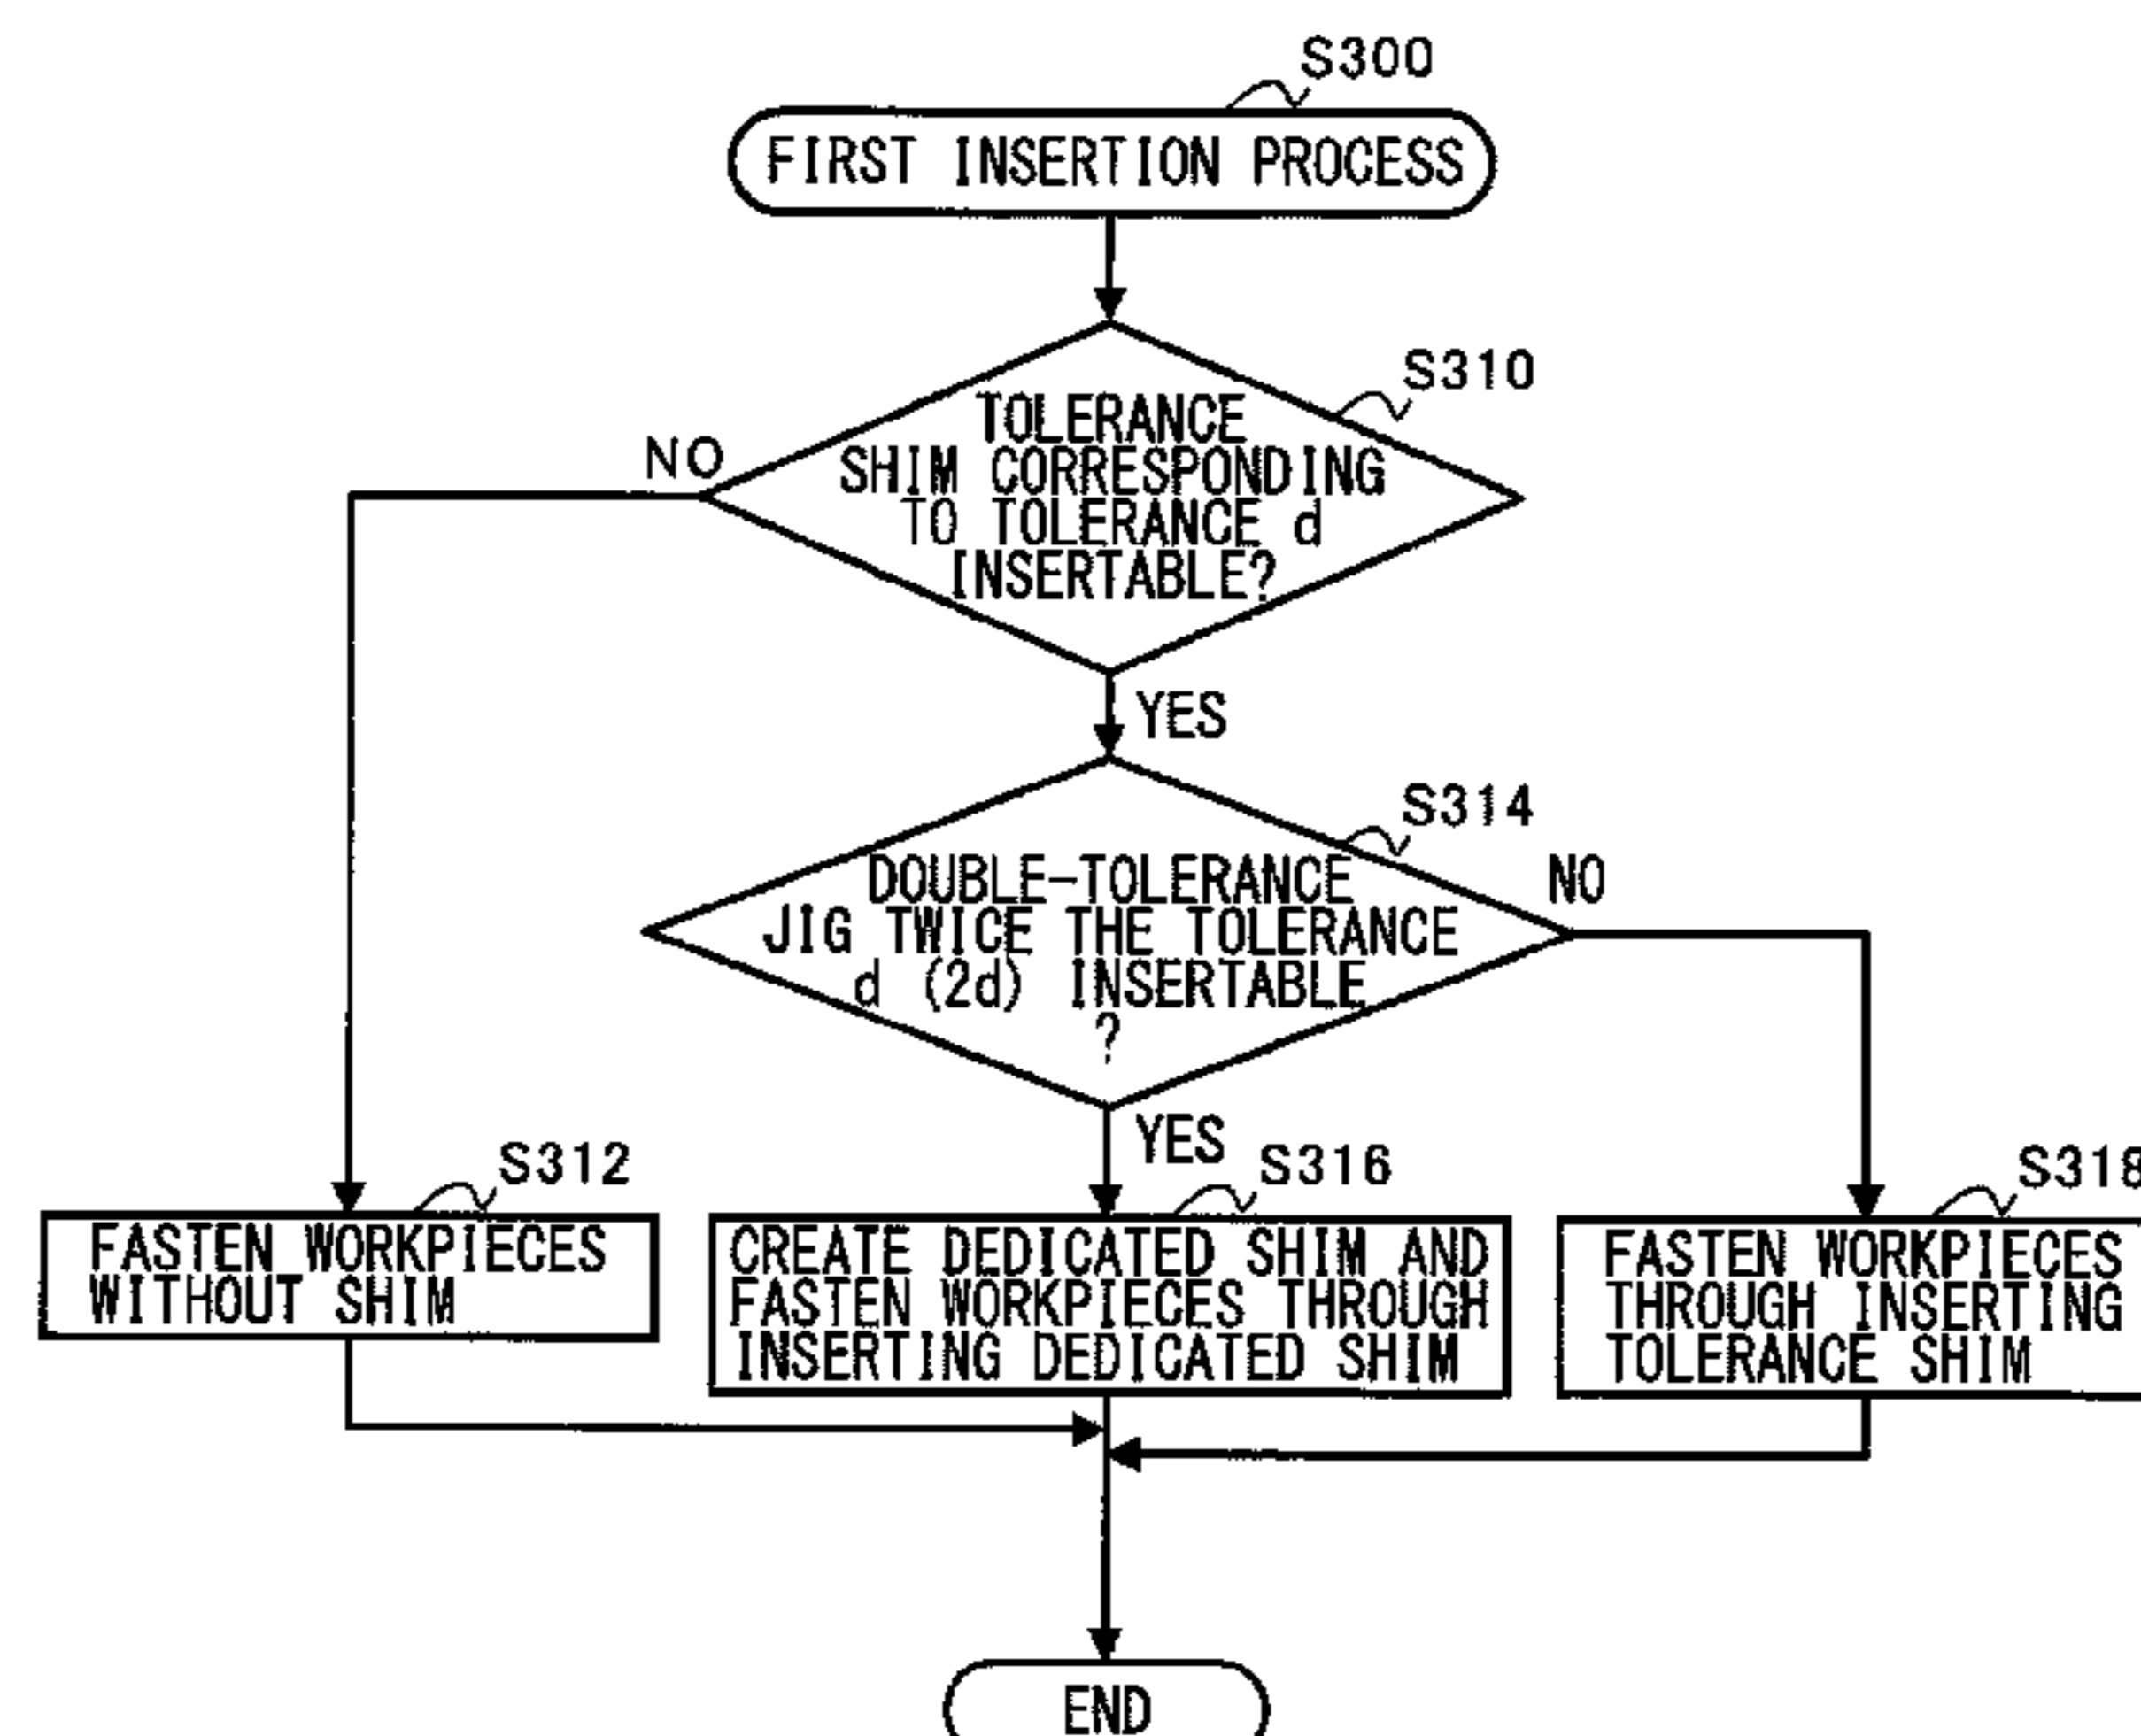 S300
FIRST INSERTION PROCESS
S310
TOLERANCE
SHIM CORRESPONDING
TO TOLERANCE d
INSERTABLE?
NO
YES
S314
DOUBLE-TOLERANCE
JIG TWICE THE TOLERANCE
d (2d) INSERTABLE
?
NO
YES
S312
FASTEN WORKPIECES
WITHOUT SHIM
S316
CREATE DEDICATED SHIM AND
FASTEN WORKPIECES THROUGH
INSERTING DEDICATED SHIM
S318
FASTEN WORKPIECES
THROUGH INSERTING
TOLERANCE SHIM
END